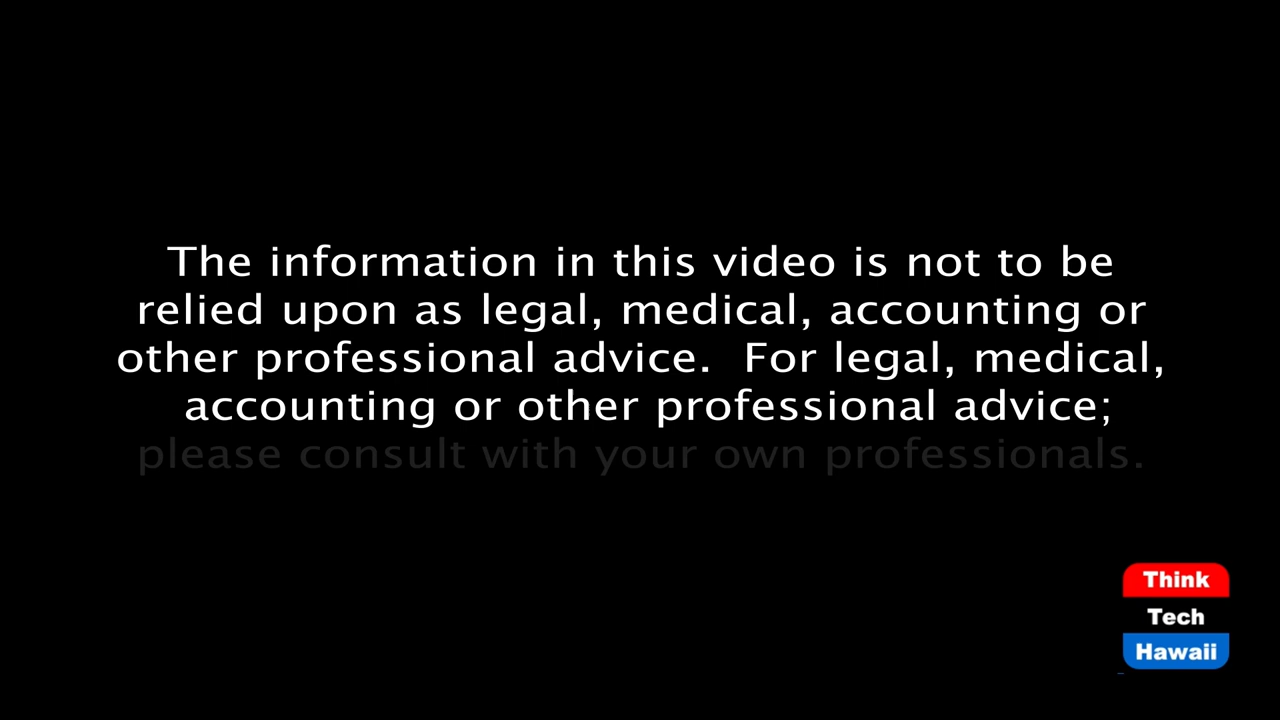 The information in this video is not to be
relied upon as legal, medical, accounting or
other professional advice.  For legal, medical,
accounting or other professional advice;
please consult with your own professionals.
Think
Tech
Hawaii